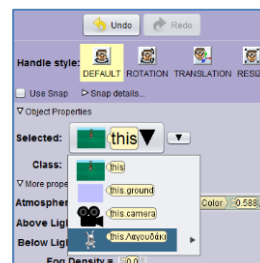 Undo Redo
Handle style:
DEFAULT ROTATION TRANSLATION
Use Snap Snap details...
Object Properties
Selected: this
Class: this
More prope
this.ground
Atmospher Color 0.588,
this.camera
Above Ligh
Below Ligh this.Λαγουδάκι
Fog Density = 0.0